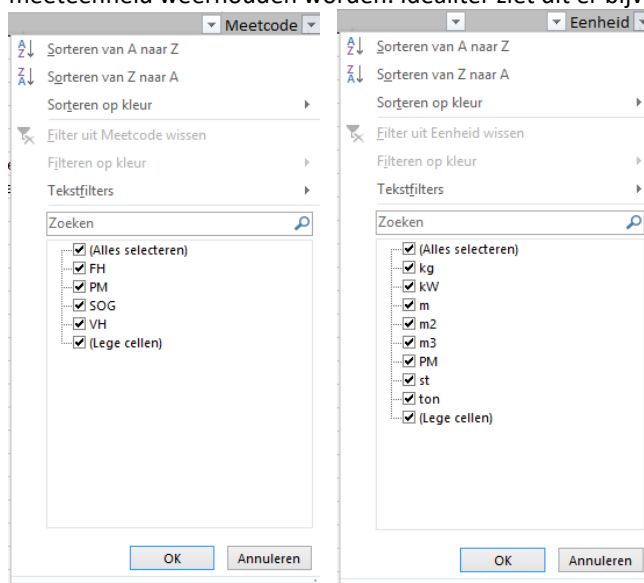 meeteenheid weerhouden worden. Idealiter ziet dit er bijv
Meetcode
Sorteren van A naar Z
Sorteren van Z naar A
Sorteren op kleur
Filter uit Meetcode wissen
Filteren op kleur
Tekstfilters
Zoeken
(Alles selecteren)
FH
PM
SOG
VH
(Lege cellen)
OK Annuleren
Eenheid
Sorteren van A naar Z
Sorteren van Z naar A
Sorteren op kleur
Filter uit Eenheid wissen
Filteren op kleur
Tekstfilters
Zoeken
(Alles selecteren)
kg
kW
m
m2
m3
PM
st
ton
(Lege cellen)
OK Annuleren